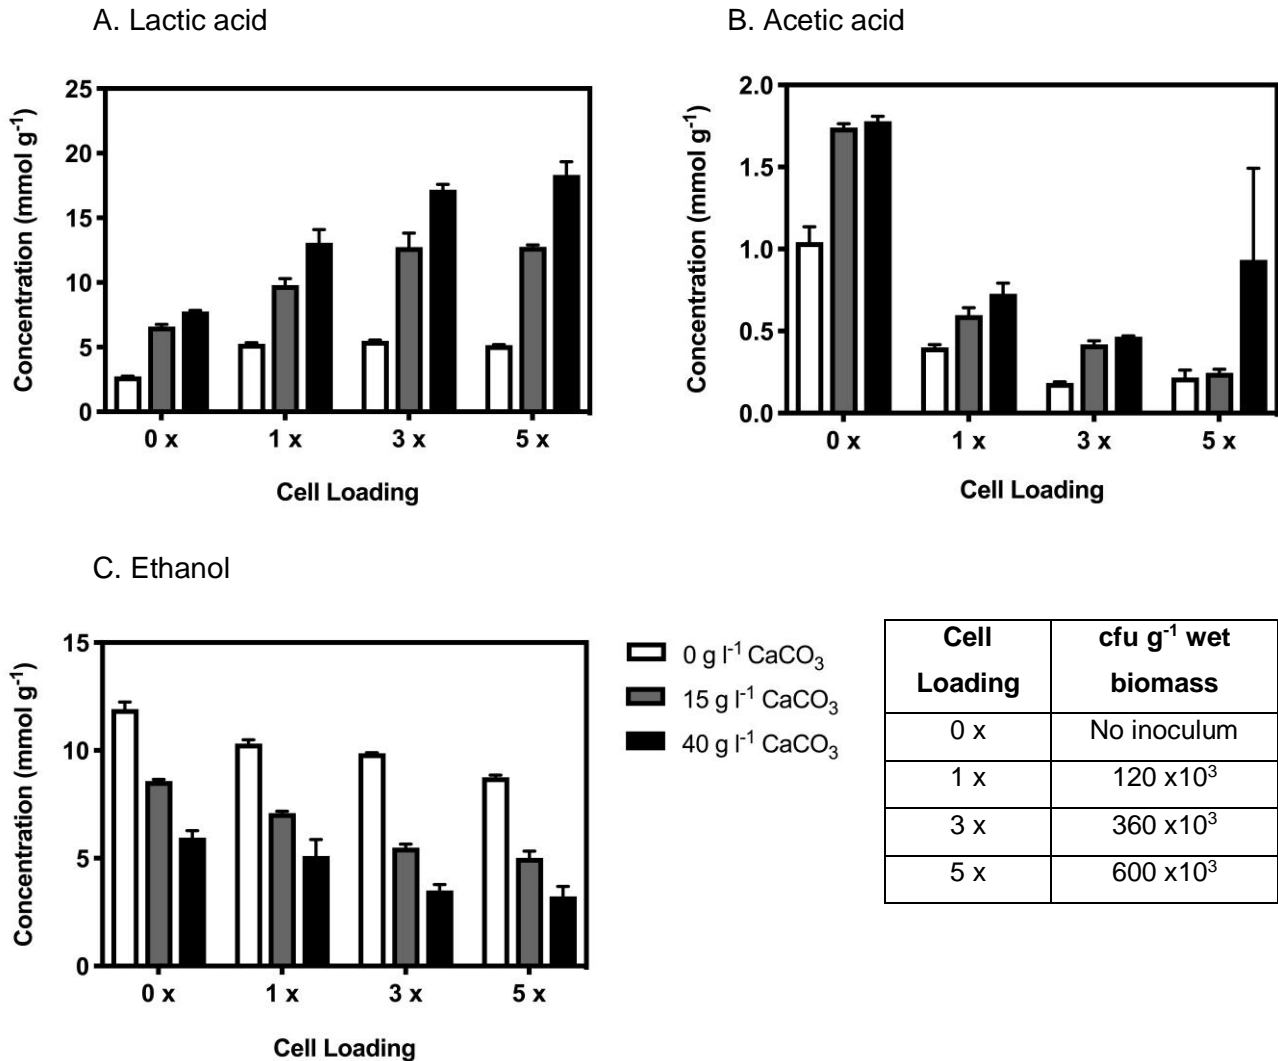 A. Lactic acid
Concentration (mmol g⁻¹)
25
20
15
10
5
0
0 x 1 x 3 x 5 x
Cell Loading
B. Acetic acid
Concentration (mmol g⁻¹)
2.0
1.5
1.0
0.5
0.0
0 x 1 x 3 x 5 x
Cell Loading
C. Ethanol
Concentration (mmol g⁻¹)
15
10
5
0
0 x 1 x 3 x 5 x
Cell Loading
0 g l⁻¹ CaCO₃
15 g l⁻¹ CaCO₃
40 g l⁻¹ CaCO₃
Cell Loading cfu g⁻¹ wet biomass
0 x No inoculum
1 x 120 x10³
3 x 360 x10³
5 x 600 x10³